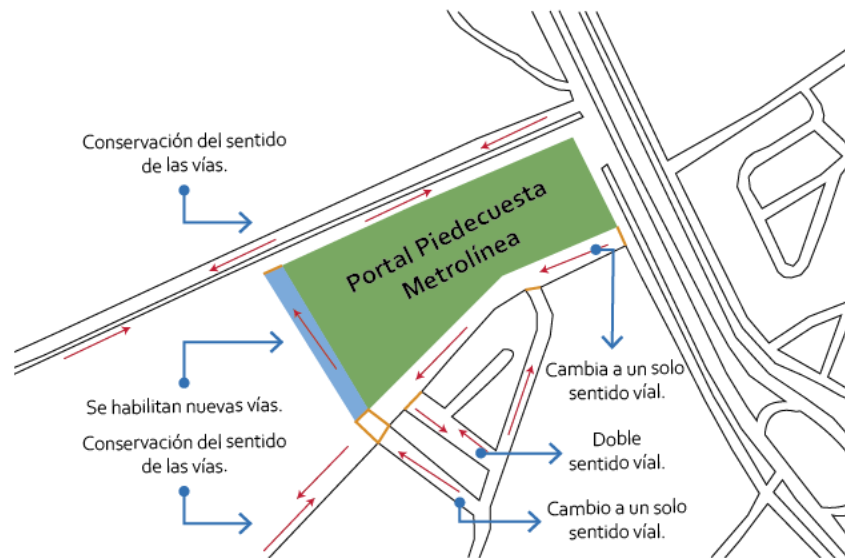 Conservación del sentido
de las vías.
Portal Piedecuesta
Metrolínea
Se habilitan nuevas vías.
Conservación del sentido
de las vías.
Cambia a un solo
sentido víal.
Doble
sentido víal.
Cambio a un solo
sentido víal.